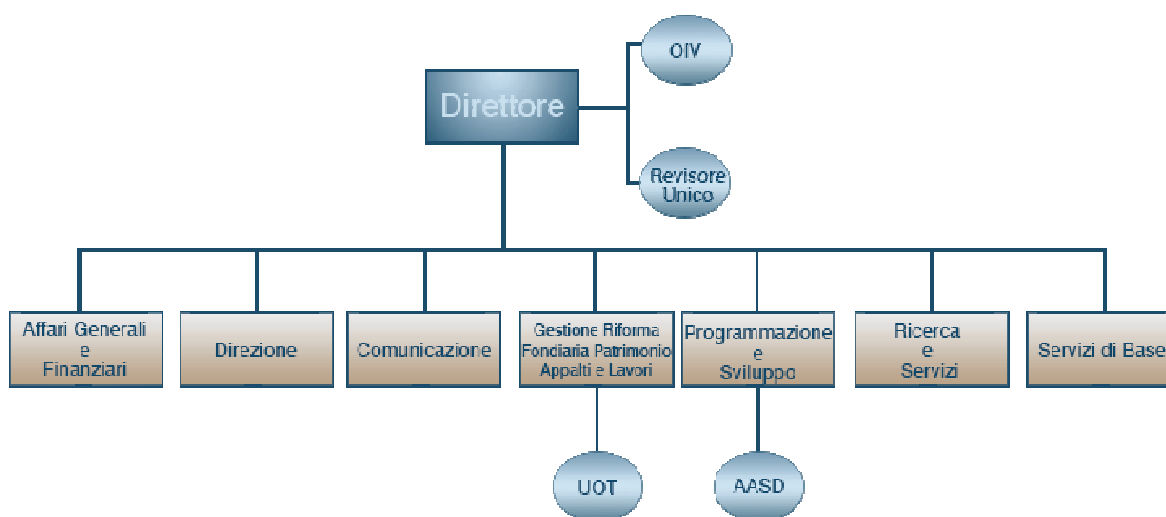 OIV
Direttore
Revisore
Unico
Affari Generali
e
Finanziari
Direzione
Comunicazione
Gestione Riforma
Fondiaria Patrimonio
Appalti e Lavori
Programmazione
e
Sviluppo
Ricerca
e
Servizi
Servizi di Base
UOT
AASD